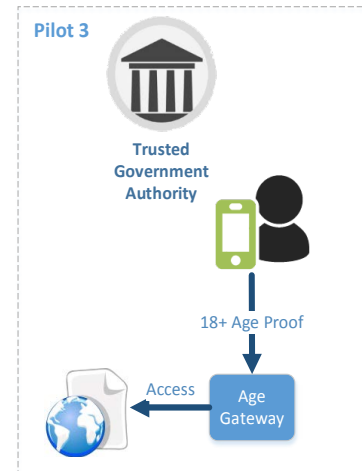 Pilot 3
Trusted
Government
Authority
18+ Age Proof
Access
Age
Gateway